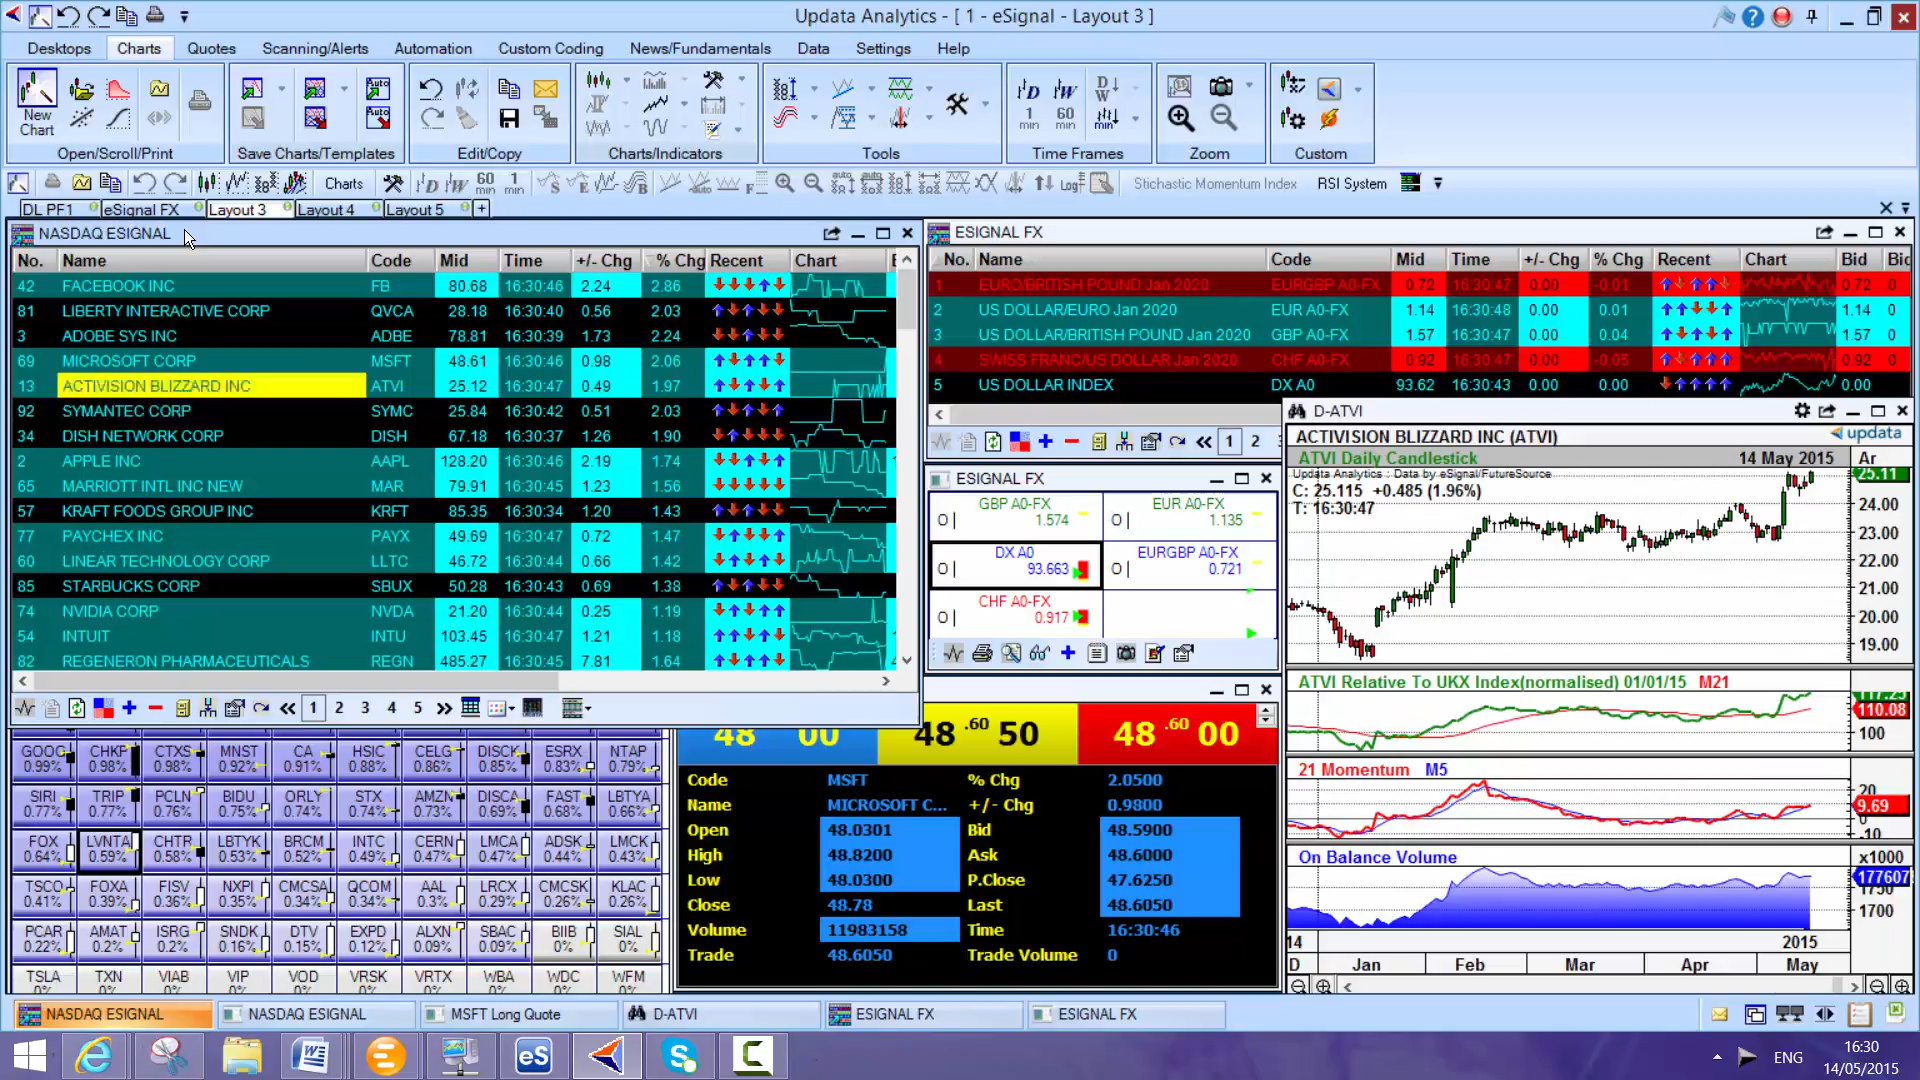 Updata Analytics - [ 1 - eSignal - Layout 3 ]
Desktops Charts Quotes Scanning/Alerts Automation Custom Coding News/Fundamentals Data Settings Help
New Chart
Open/Scroll/Print Save Charts/Templates Edit/Copy Charts/Indicators Tools Time Frames Zoom Custom
Charts Stichastic Momentum Index RSI System
DL PF1 eSignal FX Layout 3 Layout 4 Layout 5 +
NASDAQ ESIGNAL
No. Name Code Mid Time +/- Chg % Chg Recent Chart
42 FACEBOOK INC FB 80.68 16:30:46 2.24 2.86
81 LIBERTY INTERACTIVE CORP QVCA 28.18 16:30:40 0.56 2.03
3 ADOBE SYS INC ADBE 78.81 16:30:39 1.73 2.24
69 MICROSOFT CORP MSFT 48.61 16:30:46 0.98 2.06
13 ACTIVISION BLIZZARD INC ATVI 25.12 16:30:47 0.49 1.97
92 SYMANTEC CORP SYMC 25.84 16:30:42 0.51 2.03
34 DISH NETWORK CORP DISH 67.18 16:30:37 1.26 1.90
2 APPLE INC AAPL 128.20 16:30:46 2.19 1.74
65 MARRIOTT INTL INC NEW MAR 79.91 16:30:45 1.23 1.56
57 KRAFT FOODS GROUP INC KRFT 85.35 16:30:34 1.20 1.43
77 PAYCHEX INC PAYX 49.69 16:30:47 0.72 1.47
60 LINEAR TECHNOLOGY CORP LLTC 46.72 16:30:44 0.66 1.42
85 STARBUCKS CORP SBUX 50.28 16:30:43 0.69 1.38
74 NVIDIA CORP NVDA 21.20 16:30:44 0.25 1.19
54 INTUIT INTU 103.45 16:30:47 1.21 1.18
82 REGENERON PHARMACEUTICALS REGN 485.27 16:30:45 7.81 1.64
1 2 3 4 5
ESIGNAL FX
No. Name Code Mid Time +/- Chg % Chg Recent Chart Bid Bid
1 EURO/BRITISH POUND Jan 2020 EURGBP A0-FX 0.72 16:30:47 0.00 -0.01 0.72 0
2 US DOLLAR/EURO Jan 2020 EUR A0-FX 1.14 16:30:48 0.00 0.01 1.14 0
3 US DOLLAR/BRITISH POUND Jan 2020 GBP A0-FX 1.57 16:30:47 0.00 0.04 1.57 0
4 SWISS FRANC/US DOLLAR Jan 2020 CHF A0-FX 0.92 16:30:47 0.00 -0.05 0.92 0
5 US DOLLAR INDEX DX A0 93.62 16:30:43 0.00 0.00 0.00
1 2
ESIGNAL FX
GBP A0-FX 1.574 EUR A0-FX 1.135
DX A0 93.663 EURGBP A0-FX 0.721
CHF A0-FX 0.917
D-ATVI
ACTIVISION BLIZZARD INC (ATVI) updata
ATVI Daily Candlestick 14 May 2015 Ar
Updata Analytics : Data by eSignal/FutureSource
C: 25.115 +0.485 (1.96%)
T: 16:30:47
25.11
24.00
23.00
22.00
21.00
20.00
19.00
ATVI Relative To UKX Index(normalised) 01/01/15 M21
117.25
110.08
100
21 Momentum M5
20
9.69
0
-10
On Balance Volume x1000
177607
1750
1700
14 2015
D Jan Feb Mar Apr May
GOOG CHKP CTXS MNST CA HSIC CELG DISCK ESRX NTAP
0.99% 0.98% 0.98% 0.92% 0.91% 0.88% 0.86% 0.85% 0.83% 0.79%
SIRI TRIP PCLN BIDU ORLY STX AMZN DISCA FAST LBTYA
0.77% 0.77% 0.76% 0.75% 0.74% 0.74% 0.73% 0.69% 0.68% 0.66%
FOX LVNTA CHTR LBTYK BRCM INTC CERN LMCA ADSK LMCK
0.64% 0.59% 0.58% 0.53% 0.52% 0.49% 0.47% 0.47% 0.44% 0.43%
TSCO FOXA FISV NXPI CMCSA QCOM AAL LRCX CMCSK KLAC
0.41% 0.39% 0.36% 0.35% 0.34% 0.34% 0.3% 0.29% 0.26% 0.26%
PCAR AMAT ISRG SNDK DTV EXPD ALXN SBAC BIIB SIAL
0.22% 0.2% 0.2% 0.16% 0.15% 0.12% 0.09% 0.09% 0% 0%
TSLA TXN VIAB VIP VOD VRSK VRTX WBA WDC WFM
0% 0% 0% 0% 0% 0% 0% 0% 0% 0%
48 00 48 .60 50 48 .60 00
Code MSFT % Chg 2.0500
Name MICROSOFT C... +/- Chg 0.9800
Open 48.0301 Bid 48.5900
High 48.8200 Ask 48.6000
Low 48.0300 P.Close 47.6250
Close 48.78 Last 48.6050
Volume 11983158 Time 16:30:46
Trade 48.6050 Trade Volume 0
NASDAQ ESIGNAL NASDAQ ESIGNAL MSFT Long Quote D-ATVI ESIGNAL FX ESIGNAL FX
ENG
16:30
14/05/2015